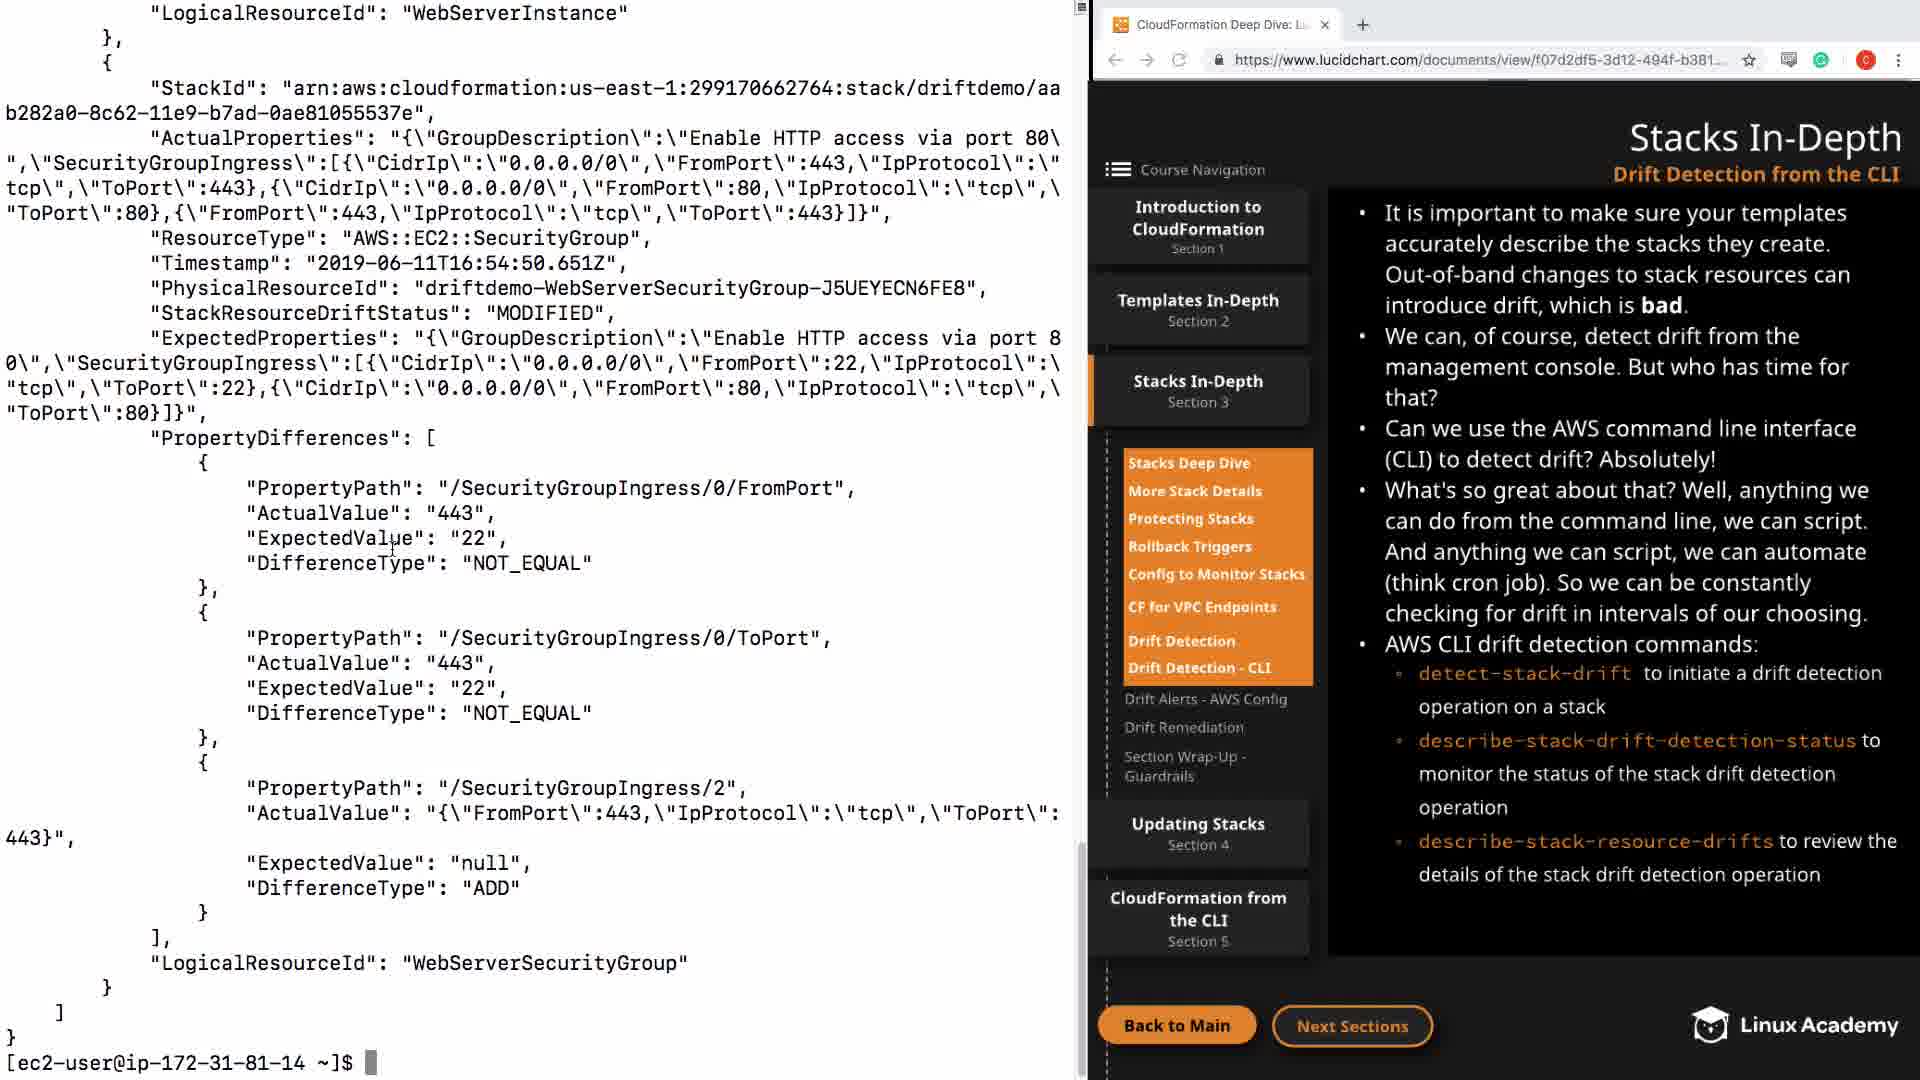 "LogicalResourceId": "WebServerInstance"
},
{
"StackId": "arn:aws:cloudformation:us-east-1:299170662764:stack/driftdemo/aa
b282a0-8c62-11e9-b7ad-0ae81055537e",
"ActualProperties": "{\"GroupDescription\":\"Enable HTTP access via port 80\
",\"SecurityGroupIngress\":[{\"CidrIp\":\"0.0.0.0/0\",\"FromPort\":443,\"IpProtocol\":\"
tcp\",\"ToPort\":443},{\"CidrIp\":\"0.0.0.0/0\",\"FromPort\":80,\"IpProtocol\":\"tcp\",\
"ToPort\":80},{\"FromPort\":443,\"IpProtocol\":\"tcp\",\"ToPort\":443}]}",
"ResourceType": "AWS::EC2::SecurityGroup",
"Timestamp": "2019-06-11T16:54:50.651Z",
"PhysicalResourceId": "driftdemo-WebServerSecurityGroup-J5UEYECN6FE8",
"StackResourceDriftStatus": "MODIFIED",
"ExpectedProperties": "{\"GroupDescription\":\"Enable HTTP access via port 8
0\",\"SecurityGroupIngress\":[{\"CidrIp\":\"0.0.0.0/0\",\"FromPort\":22,\"IpProtocol\":\
"tcp\",\"ToPort\":22},{\"CidrIp\":\"0.0.0.0/0\",\"FromPort\":80,\"IpProtocol\":\"tcp\",\
"ToPort\":80}]}",
"PropertyDifferences": [
{
"PropertyPath": "/SecurityGroupIngress/0/FromPort",
"ActualValue": "443",
"ExpectedValue": "22",
"DifferenceType": "NOT_EQUAL"
},
{
"PropertyPath": "/SecurityGroupIngress/0/ToPort",
"ActualValue": "443",
"ExpectedValue": "22",
"DifferenceType": "NOT_EQUAL"
},
{
"PropertyPath": "/SecurityGroupIngress/2",
"ActualValue": "{\"FromPort\":443,\"IpProtocol\":\"tcp\",\"ToPort\":
443}",
"ExpectedValue": "null",
"DifferenceType": "ADD"
}
],
"LogicalResourceId": "WebServerSecurityGroup"
}
]
}
[ec2-user@ip-172-31-81-14 ~]$
CloudFormation Deep Dive: L
https://www.lucidchart.com/documents/view/f07d2df5-3d12-494f-b381...
C
Stacks In-Depth
Drift Detection from the CLI
Course Navigation
Introduction to
CloudFormation
Section 1
Templates In-Depth
Section 2
Stacks In-Depth
Section 3
Stacks Deep Dive
More Stack Details
Protecting Stacks
Rollback Triggers
Config to Monitor Stacks
CF for VPC Endpoints
Drift Detection
Drift Detection - CLI
Drift Alerts - AWS Config
Drift Remediation
Section Wrap-Up -
Guardrails
Updating Stacks
Section 4
CloudFormation from
the CLI
Section 5
• It is important to make sure your templates
accurately describe the stacks they create.
Out-of-band changes to stack resources can
introduce drift, which is bad.
• We can, of course, detect drift from the
management console. But who has time for
that?
• Can we use the AWS command line interface
(CLI) to detect drift? Absolutely!
• What's so great about that? Well, anything we
can do from the command line, we can script.
And anything we can script, we can automate
(think cron job). So we can be constantly
checking for drift in intervals of our choosing.
• AWS CLI drift detection commands:
◦ detect-stack-drift to initiate a drift detection
operation on a stack
◦ describe-stack-drift-detection-status to
monitor the status of the stack drift detection
operation
◦ describe-stack-resource-drifts to review the
details of the stack drift detection operation
Back to Main
Next Sections
Linux Academy